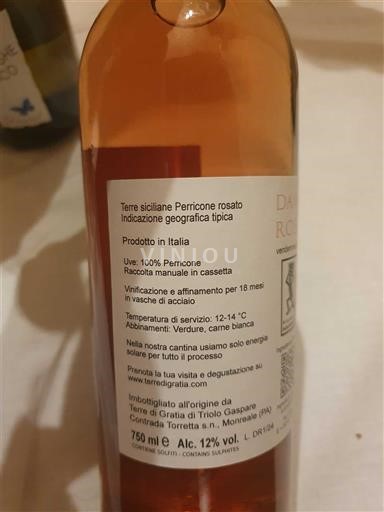 Terre siciliane Perricone rosato
Indicazione geografica tipica
Prodotto in Italia
VINIOU
Uve: 100% Perricone
Raccolta manuale in cassetta
Vinificazione e affinamento per 18 mesi
in vasche di acciaio
Temperatura di servizio: 12-14 °C
Abbinamenti: Verdure, carne bianca
Nella nostra cantina usiamo solo energia
solare per tutto il processo
Prenota la tua visita e degustazione su
www.terredigratia.com
Imbottigliato all'origine da
Terre di Gratia di Triolo Gaspare
Contrada Torretta s.n., Monreale (PA)
750 ml e Alc. 12% vol. L. DR1/24
CONTIENE SOLFITI - CONTAINS SULPHITES